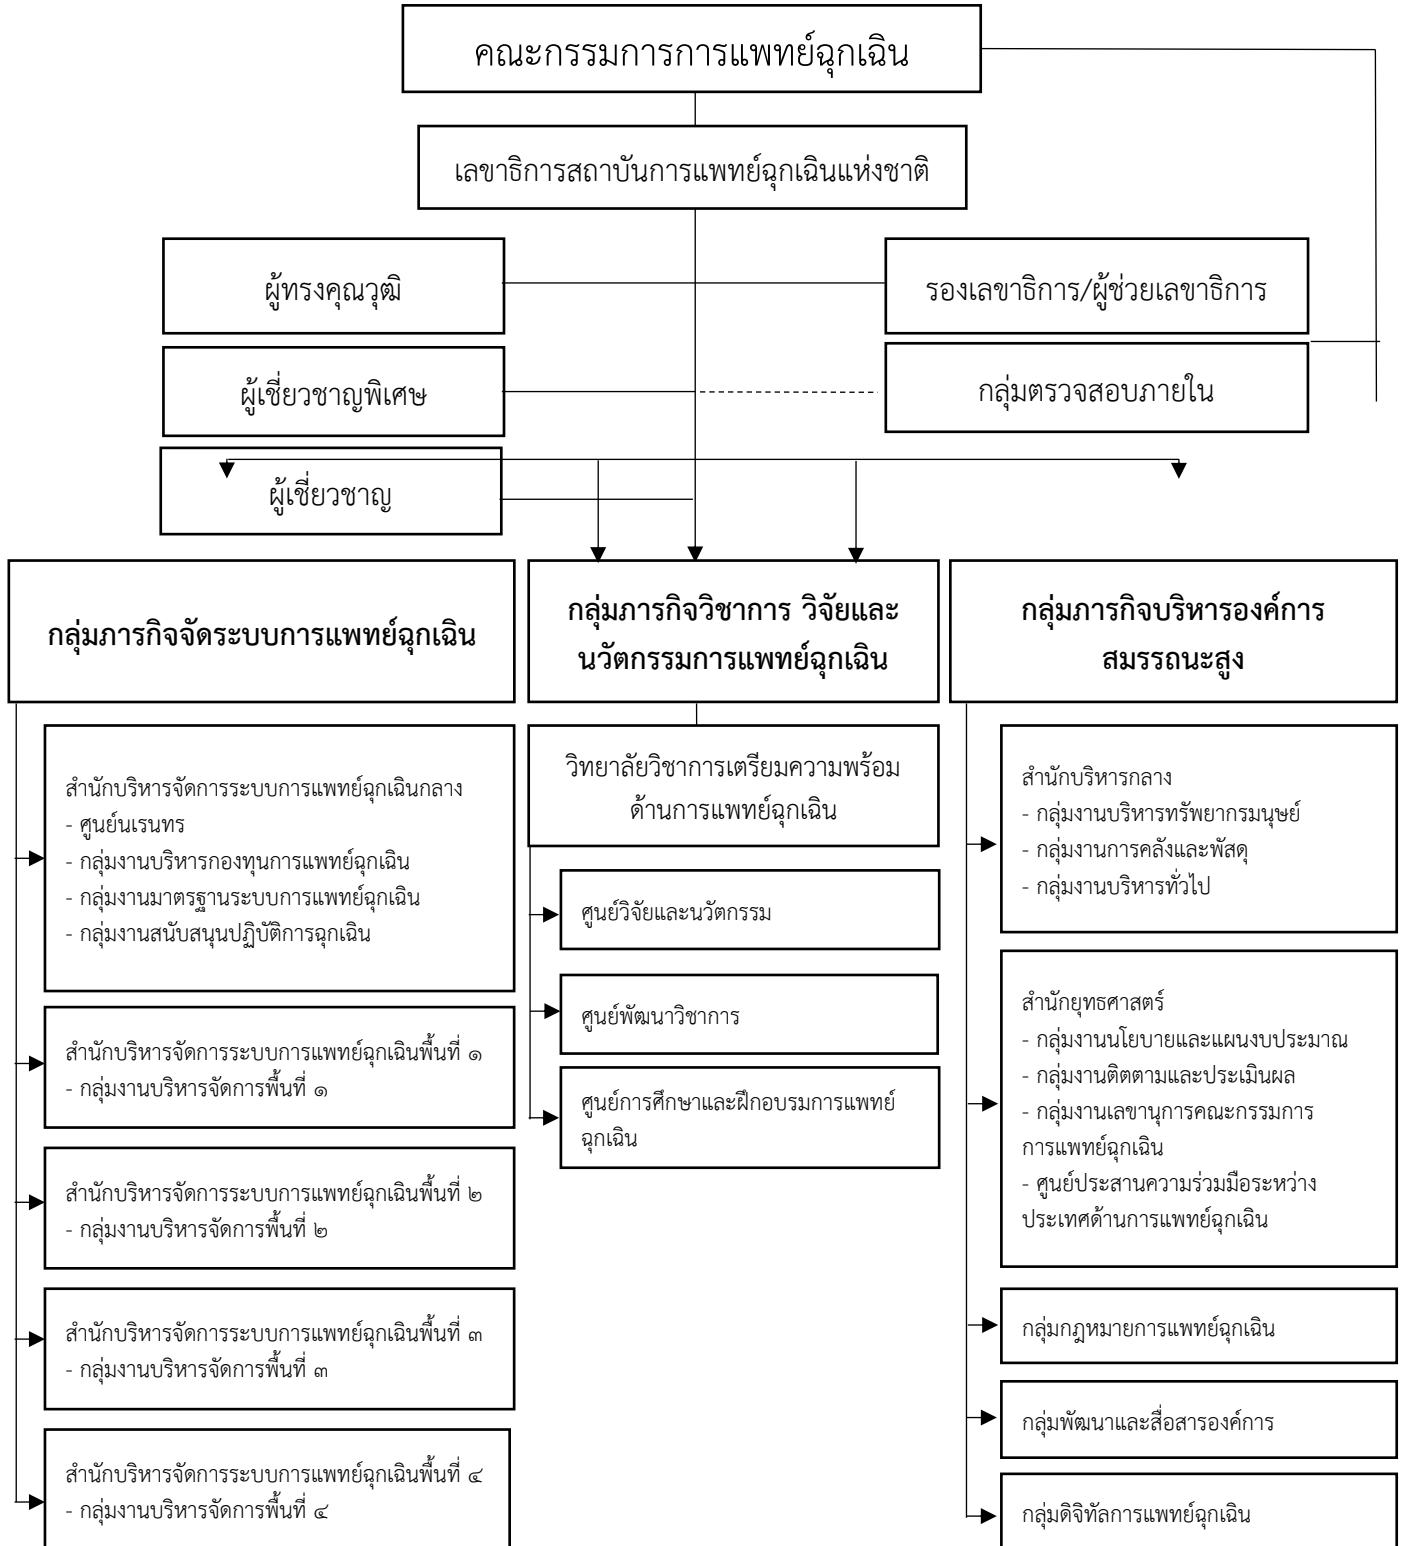 คณะกรรมการการแพทย์ฉุกเฉิน
เลขาธิการสถาบันการแพทย์ฉุกเฉินแห่งชาติ
ผู้ทรงคุณวุฒิ
รองเลขาธิการ/ผู้ช่วยเลขาธิการ
ผู้เชี่ยวชาญพิเศษ
กลุ่มตรวจสอบภายใน
ผู้เชี่ยวชาญ
กลุ่มภารกิจจัดระบบการแพทย์ฉุกเฉิน
สำนักบริหารจัดการระบบการแพทย์ฉุกเฉินกลาง
- ศูนย์นเรนทร
- กลุ่มงานบริหารกองทุนการแพทย์ฉุกเฉิน
- กลุ่มงานมาตรฐานระบบการแพทย์ฉุกเฉิน
- กลุ่มงานสนับสนุนปฏิบัติการฉุกเฉิน
สำนักบริหารจัดการระบบการแพทย์ฉุกเฉินพื้นที่ ๑
- กลุ่มงานบริหารจัดการพื้นที่ ๑
สำนักบริหารจัดการระบบการแพทย์ฉุกเฉินพื้นที่ ๒
- กลุ่มงานบริหารจัดการพื้นที่ ๒
สำนักบริหารจัดการระบบการแพทย์ฉุกเฉินพื้นที่ ๓
- กลุ่มงานบริหารจัดการพื้นที่ ๓
สำนักบริหารจัดการระบบการแพทย์ฉุกเฉินพื้นที่ ๔
- กลุ่มงานบริหารจัดการพื้นที่ ๔
กลุ่มภารกิจวิชาการ วิจัยและ
นวัตกรรมการแพทย์ฉุกเฉิน
วิทยาลัยวิชาการเตรียมความพร้อม
ด้านการแพทย์ฉุกเฉิน
ศูนย์วิจัยและนวัตกรรม
ศูนย์พัฒนาวิชาการ
ศูนย์การศึกษาและฝึกอบรมการแพทย์
ฉุกเฉิน
กลุ่มภารกิจบริหารองค์การ
สมรรถนะสูง
สำนักบริหารกลาง
- กลุ่มงานบริหารทรัพยากรมนุษย์
- กลุ่มงานการคลังและพัสดุ
- กลุ่มงานบริหารทั่วไป
สำนักยุทธศาสตร์
- กลุ่มงานนโยบายและแผนงบประมาณ
- กลุ่มงานติตตามและประเมินผล
- กลุ่มงานเลขานุการคณะกรรมการ
การแพทย์ฉุกเฉิน
- ศูนย์ประสานความร่วมมือระหว่าง
ประเทศด้านการแพทย์ฉุกเฉิน
กลุ่มกฎหมายการแพทย์ฉุกเฉิน
กลุ่มพัฒนาและสื่อสารองค์การ
กลุ่มดิจิทัลการแพทย์ฉุกเฉิน